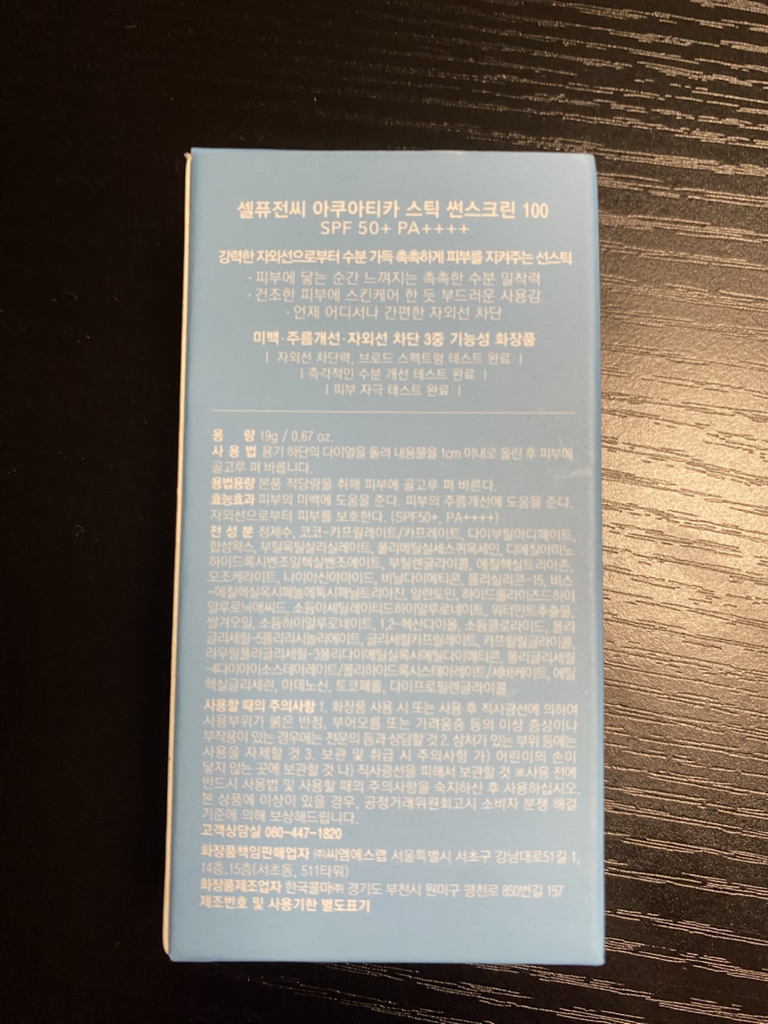 셀퓨전씨 아쿠아티카 스틱 썬스크린 100
SPF 50+ PA++++
강력한 자외선으로부터 수분 가득 촉촉하게 피부를 지켜주는 선스틱
· 피부에 닿는 순간 느껴지는 촉촉한 수분 밀착력
· 건조한 피부에 스킨케어 한 듯 부드러운 사용감
· 언제 어디서나 간편한 자외선 차단
미백·주름개선·자외선 차단 3중 기능성 화장품
| 자외선 차단력, 브로드 스펙트럼 테스트 완료 |
| 즉각적인 수분 개선 테스트 완료 |
| 피부 자극 테스트 완료 |
용 량 19g / 0.67 oz.
사 용 법 용기 하단의 다이얼을 돌려 내용물을 1cm 이내로 올린 후 피부에
골고루 펴 바릅니다.
용법용량 본품 적당량을 취해 피부에 골고루 펴 바른다.
효능효과 피부의 미백에 도움을 준다. 피부의 주름개선에 도움을 준다.
자외선으로부터 피부를 보호한다. (SPF50+, PA++++)
전 성 분 정제수, 코코-카프릴레이트/카프레이트, 다이부틸아디페이트,
합성왁스, 부틸옥틸살리실레이트, 폴리메틸실세스퀴옥세인, 디에칠아미노
하이드록시벤조일헥실벤조에이트, 부틸렌글라이콜, 에칠헥실트리아존,
오조케라이트, 나이아신아마이드, 비닐다이메티콘, 폴리실리콘-15, 비스
-에칠헥실옥시페놀메톡시페닐트리아진, 알란토인, 하이드롤라이즈드하이
알루로닉애씨드, 소듐아세틸레이티드하이알루로네이트, 워터민트추출물,
쌀겨오일, 소듐하이알루로네이트, 1,2-헥산다이올, 소듐클로라이드, 폴리
글리세릴-5폴리리시놀리에이트, 글리세릴카프릴레이트, 카프릴릴글라이콜,
라우릴폴리글리세릴-3폴리다이메틸실록시에틸다이메티콘, 폴리글리세릴
-4다이아이소스테아레이트/폴리하이드록시스테아레이트/세바케이트, 에틸
헥실글리세린, 아데노신, 토코페롤, 다이프로필렌글라이콜
사용할 때의 주의사항 1. 화장품 사용 시 또는 사용 후 직사광선에 의하여
사용부위가 붉은 반점, 부어오름 또는 가려움증 등의 이상 증상이나
부작용이 있는 경우에는 전문의 등과 상담할 것 2. 상처가 있는 부위 등에는
사용을 자제할 것 3. 보관 및 취급 시 주의사항 가) 어린이의 손이
닿지 않는 곳에 보관할 것 나) 직사광선을 피해서 보관할 것 ※사용 전에
반드시 사용법 및 사용할 때의 주의사항을 숙지하신 후 사용하십시오.
본 상품에 이상이 있을 경우, 공정거래위원회고시 소비자 분쟁 해결
기준에 의해 보상해드립니다.
고객상담실 080-447-1820
화장품책임판매업자 ㈜씨엠에스랩 서울특별시 서초구 강남대로51길 1,
14층,15층(서초동, 511타워)
화장품제조업자 한국콜마㈜ 경기도 부천시 원미구 평천로 850번길 157
제조번호 및 사용기한 별도표기